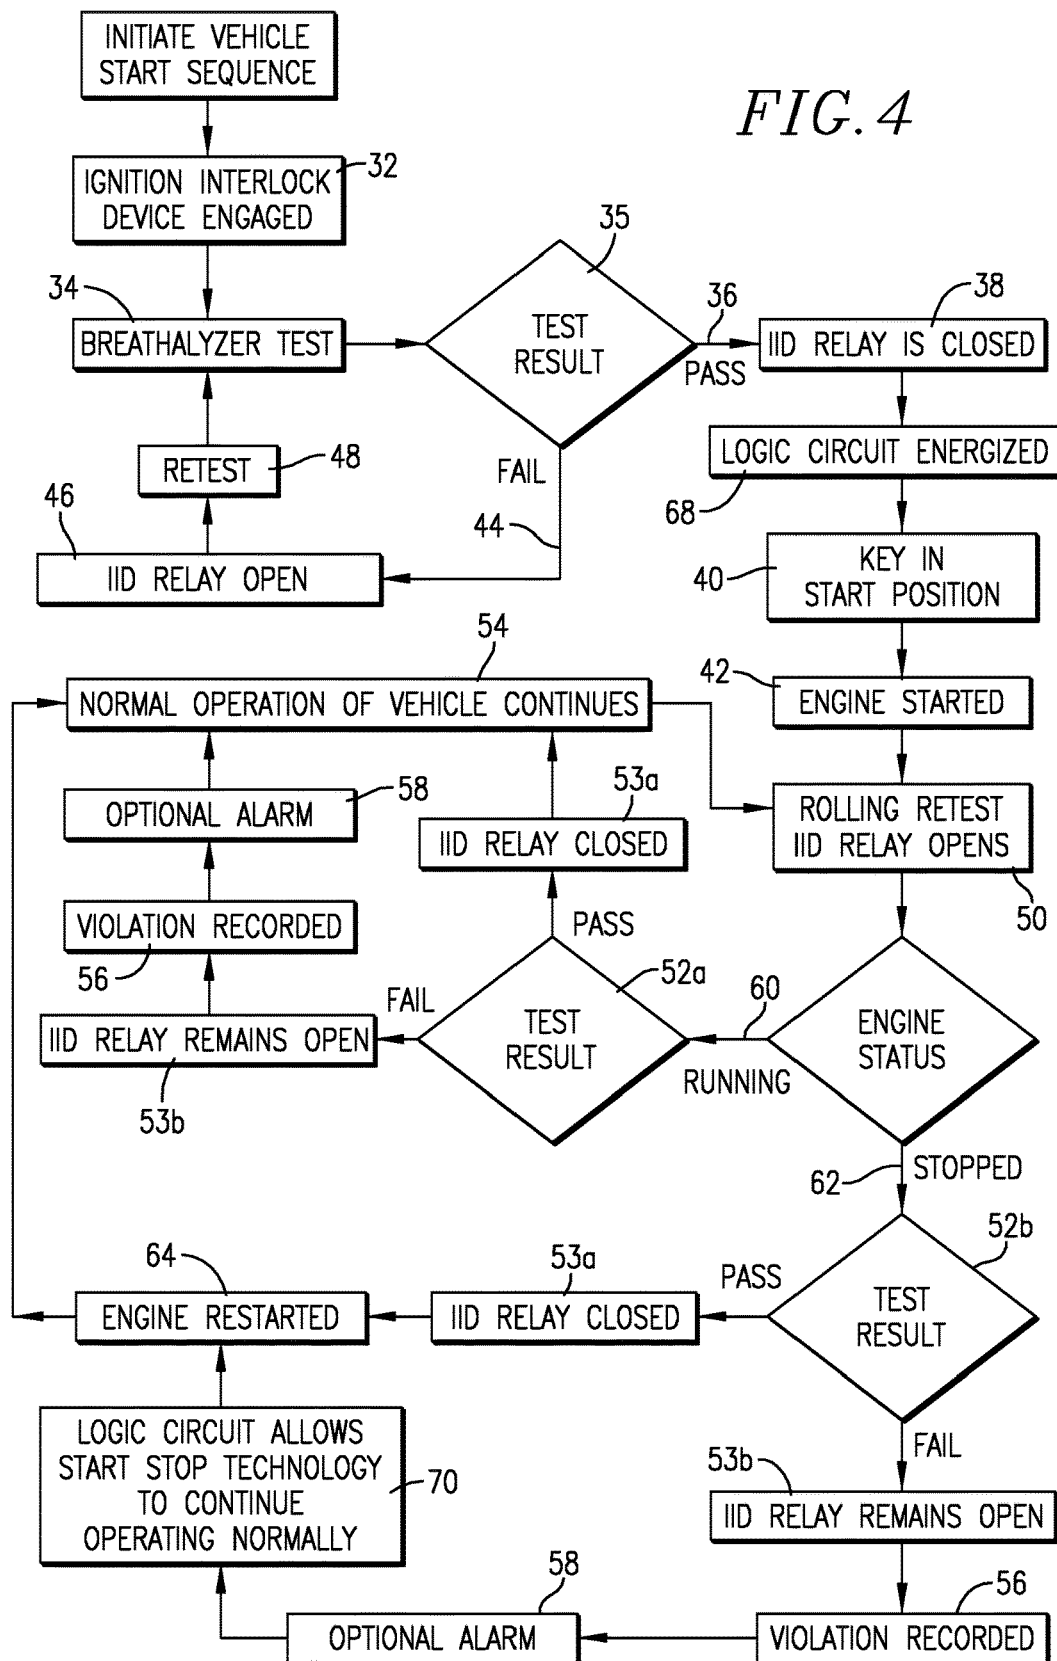 INITIATE VEHICLE
START SEQUENCE
FIG. 4
IGNITION INTERLOCK
DEVICE ENGAGED
32
35
34
BREATHALYZER TEST
TEST
RESULT
36
PASS
38
IID RELAY IS CLOSED
RETEST
48
FAIL
44
LOGIC CIRCUIT ENERGIZED
68
46
IID RELAY OPEN
40
KEY IN
START POSITION
54
NORMAL OPERATION OF VEHICLE CONTINUES
42
ENGINE STARTED
OPTIONAL ALARM
58
53a
IID RELAY CLOSED
ROLLING RETEST
IID RELAY OPENS
50
VIOLATION RECORDED
56
PASS
FAIL
TEST
RESULT
52a
60
RUNNING
ENGINE
STATUS
IID RELAY REMAINS OPEN
53b
62
STOPPED
64
ENGINE RESTARTED
53a
IID RELAY CLOSED
PASS
TEST
RESULT
52b
LOGIC CIRCUIT ALLOWS
START STOP TECHNOLOGY
TO CONTINUE
OPERATING NORMALLY
70
FAIL
53b
IID RELAY REMAINS OPEN
58
OPTIONAL ALARM
56
VIOLATION RECORDED